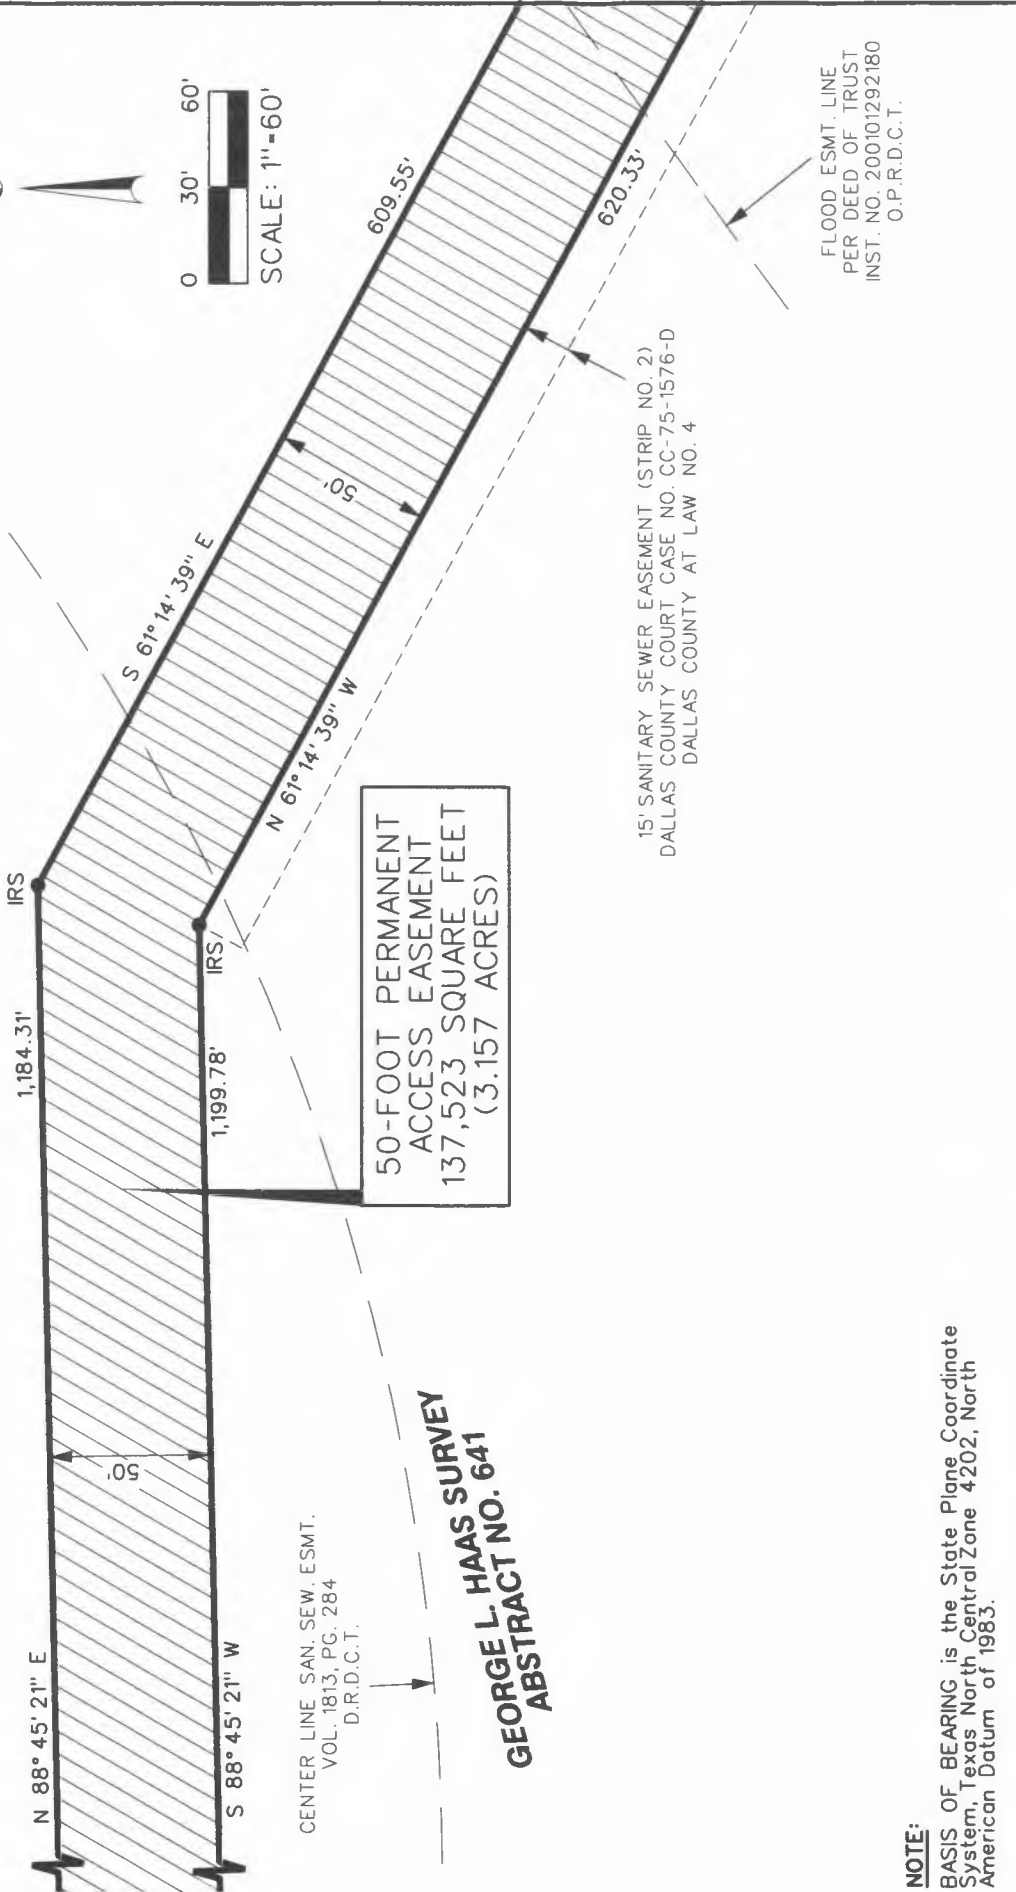 0 30' 60'
SCALE: 1"=60'
IRS
1,184.31'
S 61° 14' 39" E
609.55'
N 88° 45' 21" E
50'
50'
S 88° 45' 21" W
1,199.78'
IRS
N 61° 14' 39" W
620.33'
50-FOOT PERMANENT
ACCESS EASEMENT
137,523 SQUARE FEET
(3.157 ACRES)
CENTER LINE SAN. SEW. ESMT.
VOL. 1813, PG. 284
D.R.D.C.T.
GEORGE L. HAAS SURVEY
ABSTRACT NO. 641
15' SANITARY SEWER EASEMENT (STRIP NO. 2)
DALLAS COUNTY COURT CASE NO. CC-75-1576-D
DALLAS COUNTY AT LAW NO. 4
FLOOD ESMT. LINE
PER DEED OF TRUST
INST. NO. 200101292180
O.P.R.D.C.T.
NOTE:
BASIS OF BEARING is the State Plane Coordinate
System, Texas North Central Zone 4202, North
American Datum of 1983.